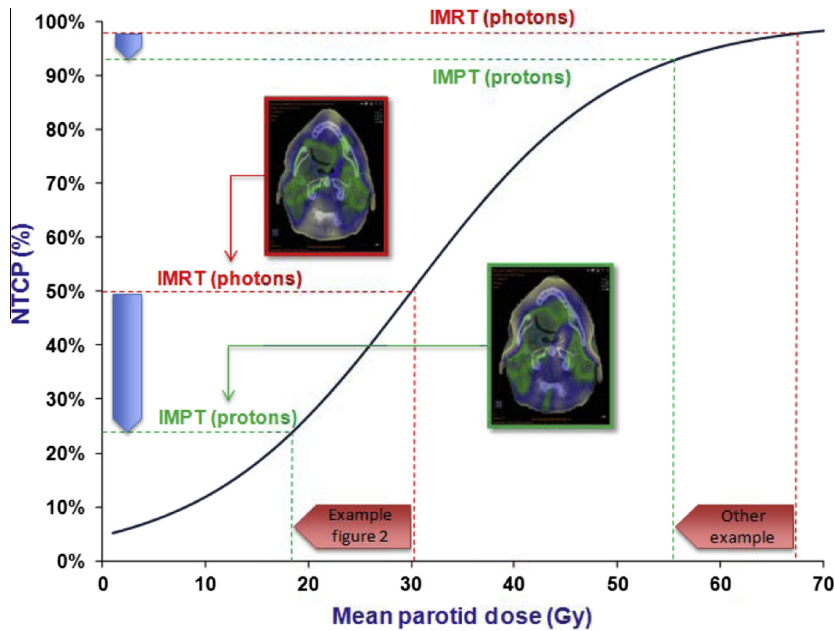 100%
90%
80%
70%
60%
50%
40%
30%
20%
10%
0%
NTCP (%)
IMRT (photons)
IMPT (protons)
IMRT (photons)
IMPT (protons)
Example
figure 2
Other
example
0 10 20 30 40 50 60 70
Mean parotid dose (Gy)